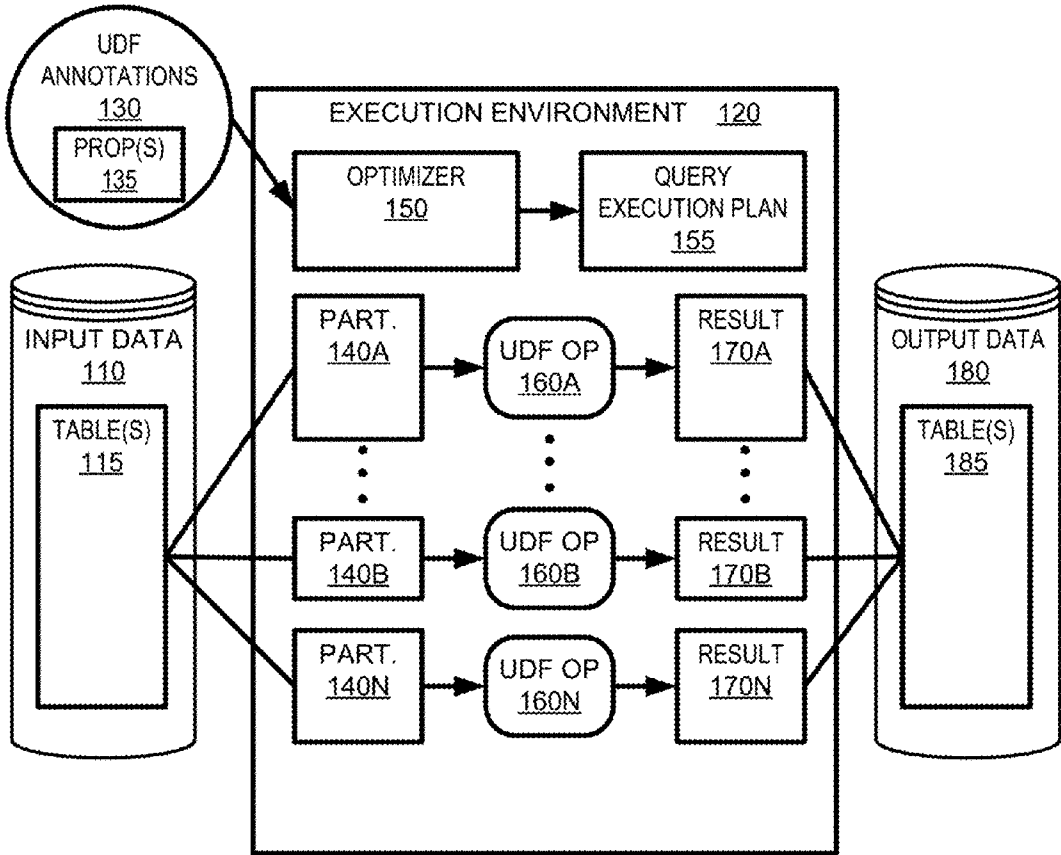 UDF
ANNOTATIONS
130
PROP(S)
135
EXECUTION ENVIRONMENT 120
OPTIMIZER
150
QUERY
EXECUTION PLAN
155
INPUT DATA
110
TABLE(S)
115
PART.
140A
UDF OP
160A
RESULT
170A
PART.
140B
UDF OP
160B
RESULT
170B
PART.
140N
UDF OP
160N
RESULT
170N
OUTPUT DATA
180
TABLE(S)
185